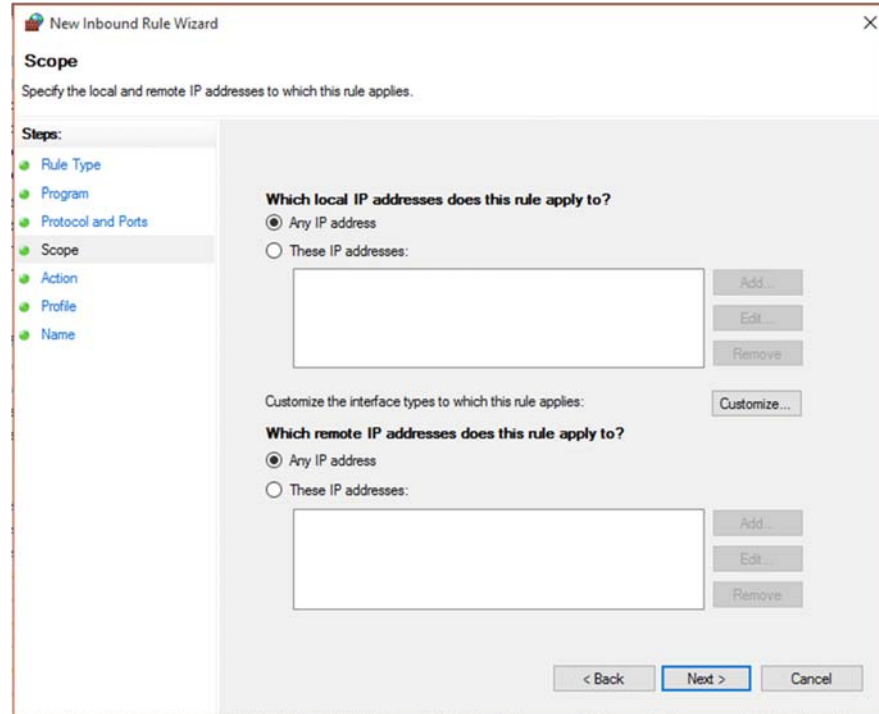 New Inbound Rule Wizard
Scope
Specify the local and remote IP addresses to which this rule applies.
Steps:
Rule Type
Program
Protocol and Ports
Scope
Action
Profile
Name
Which local IP addresses does this rule apply to?
Any IP address
These IP addresses:
Add...
Edit...
Remove
Customize the interface types to which this rule applies:
Customize...
Which remote IP addresses does this rule apply to?
Any IP address
These IP addresses:
Add...
Edit...
Remove
< Back
Next >
Cancel